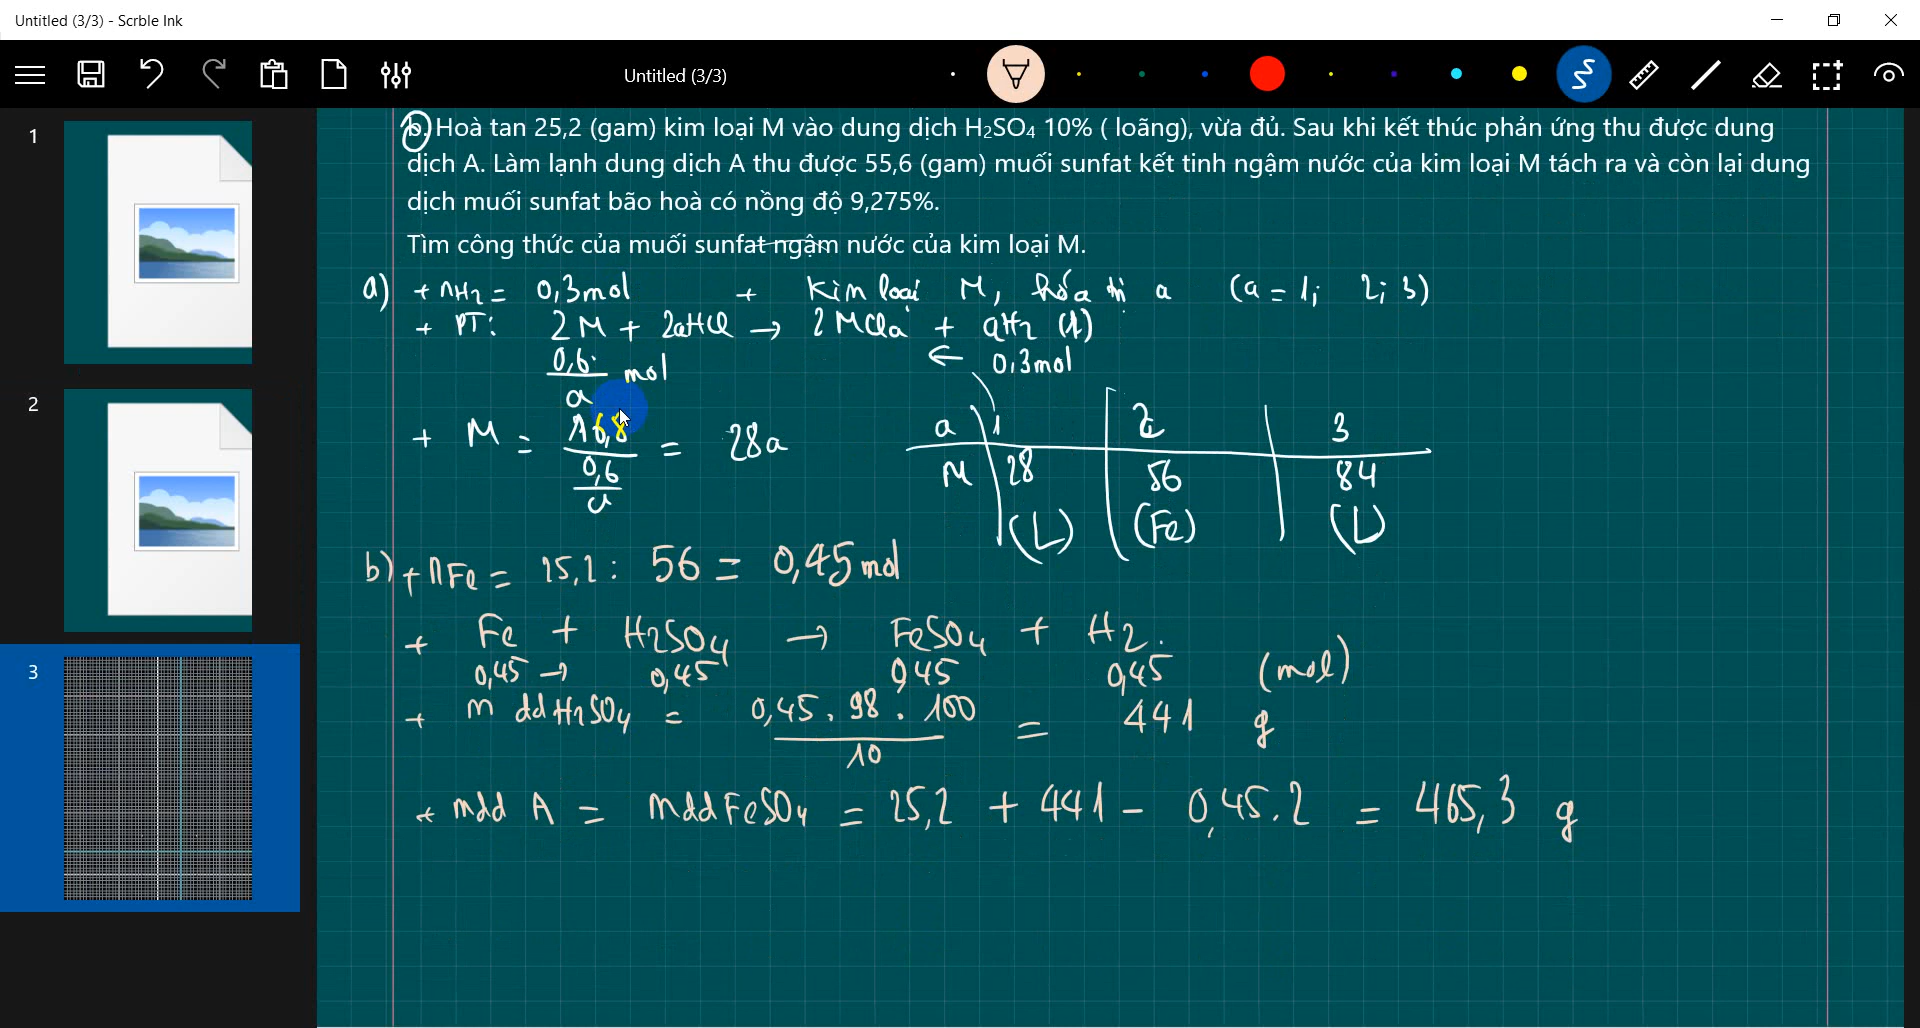 Untitled (3/3) - Scrble Ink
Untitled (3/3)
1
2
3
b. Hoà tan 25,2 (gam) kim loại M vào dung dịch H₂SO₄ 10% ( loãng), vừa đủ. Sau khi kết thúc phản ứng thu được dung
dịch A. Làm lạnh dung dịch A thu được 55,6 (gam) muối sunfat kết tinh ngậm nước của kim loại M tách ra và còn lại dung
dịch muối sunfat bão hoà có nồng độ 9,275%.
Tìm công thức của muối sunfat ngậm nước của kim loại M.
a) + nH2 = 0,3mol + Kim loại M, hóa trị a (a = 1; 2; 3)
+ PT: 2M + 2aHCl → 2MCla + aH2 (1)
0,6/a mol ← 0,3mol
+ M = 16,8 / (0,6/a) = 28a
a 1 2 3
M 28 56 84
(L) (Fe) (L)
b) + nFe = 25,2 : 56 = 0,45 mol
+ Fe + H2SO4 → FeSO4 + H2.
0,45 → 0,45 0,45 0,45 (mol)
+ m ddH2SO4 = 0,45 . 98 . 100 / 10 = 441 g
+ mdd A = mddFeSO4 = 25,2 + 441 - 0,45.2 = 465,3 g